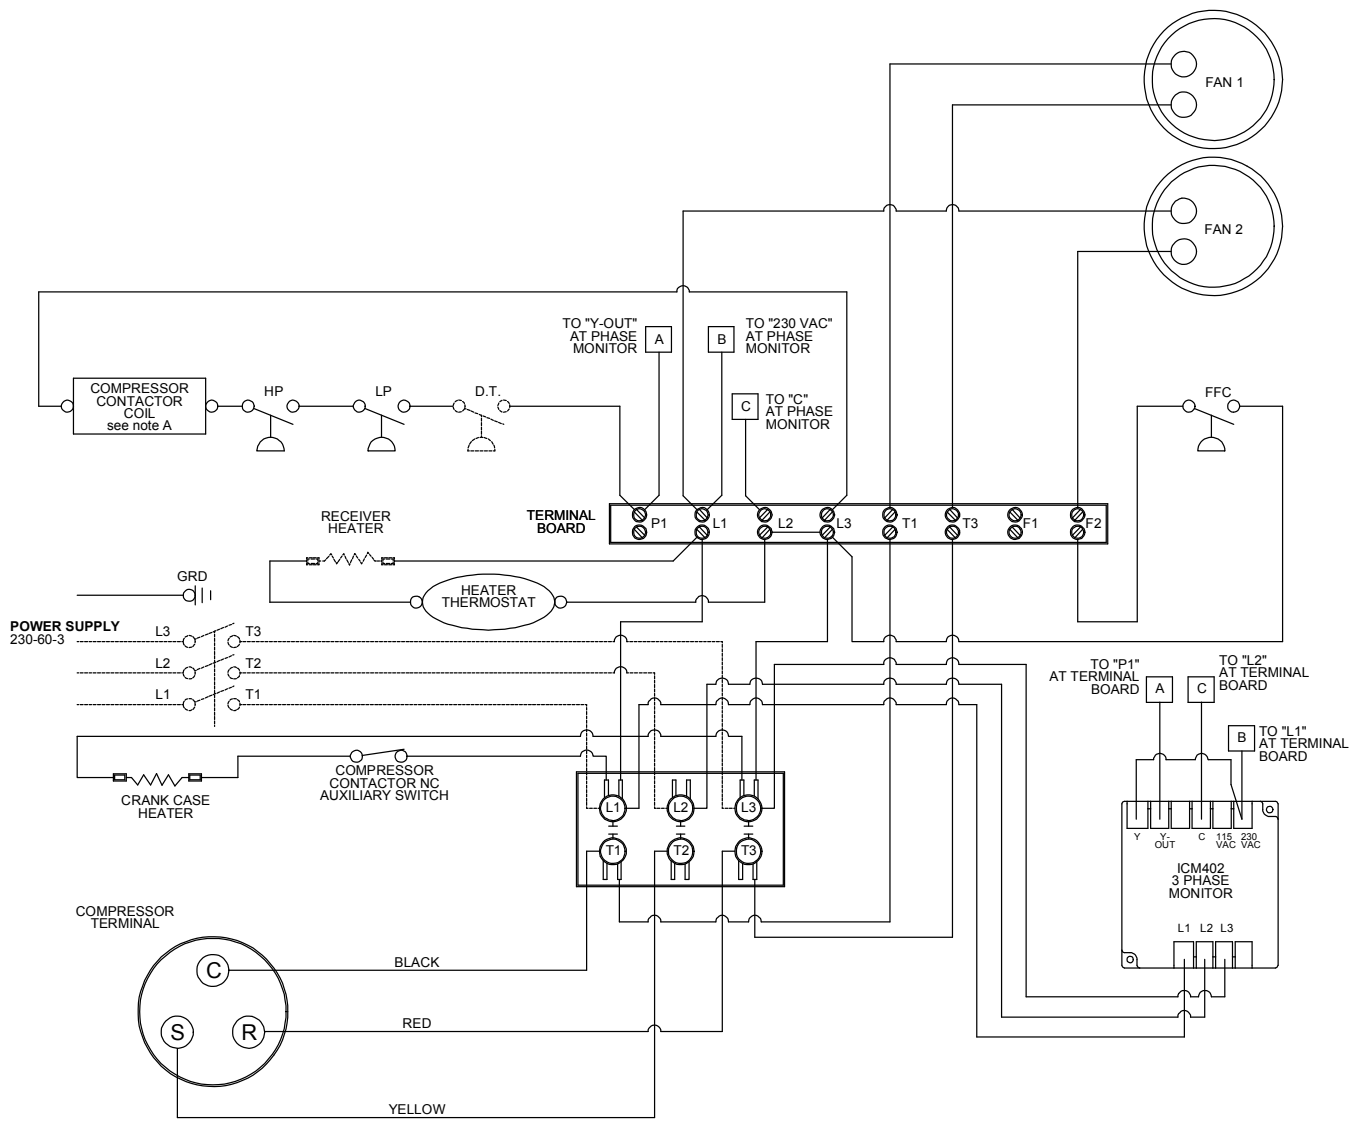 FAN 1
FAN 2
TO "Y-OUT"
AT PHASE
MONITOR
A
B
TO "230 VAC"
AT PHASE
MONITOR
C
TO "C"
AT PHASE
MONITOR
COMPRESSOR
CONTACTOR
COIL
see note A
HP
LP
D.T.
FFC
RECEIVER
HEATER
TERMINAL
BOARD
P1
L1
L2
L3
T1
T3
F1
F2
GRD
HEATER
THERMOSTAT
POWER SUPPLY
230-60-3
L3
T3
L2
T2
L1
T1
TO "P1"
AT TERMINAL
BOARD
A
C
TO "L2"
AT TERMINAL
BOARD
B
TO "L1"
AT TERMINAL
BOARD
CRANK CASE
HEATER
COMPRESSOR
CONTACTOR NC
AUXILIARY SWITCH
L1
L2
L3
T1
T2
T3
Y
Y-
OUT
C
115
VAC
230
VAC
ICM402
3 PHASE
MONITOR
L1
L2
L3
COMPRESSOR
TERMINAL
C
S
R
BLACK
RED
YELLOW